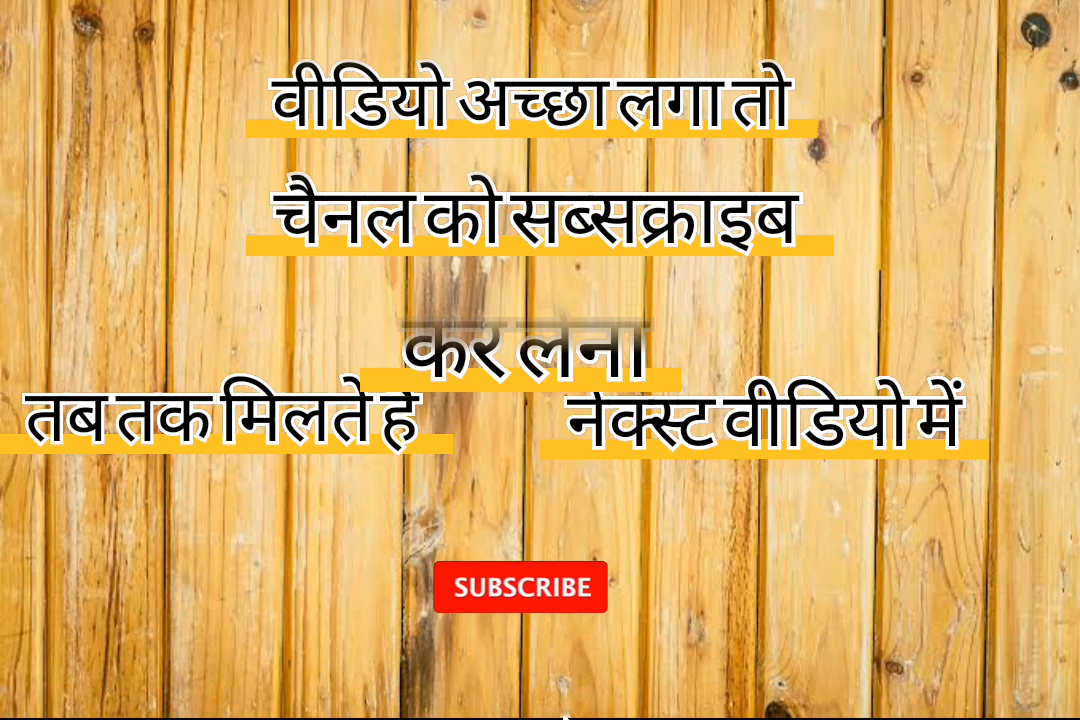 वीडियो अच्छा लगा तो
चैनल को सब्सक्राइब
कर लेना
तब तक मिलते हे
नेक्स्ट वीडियो में
SUBSCRIBE